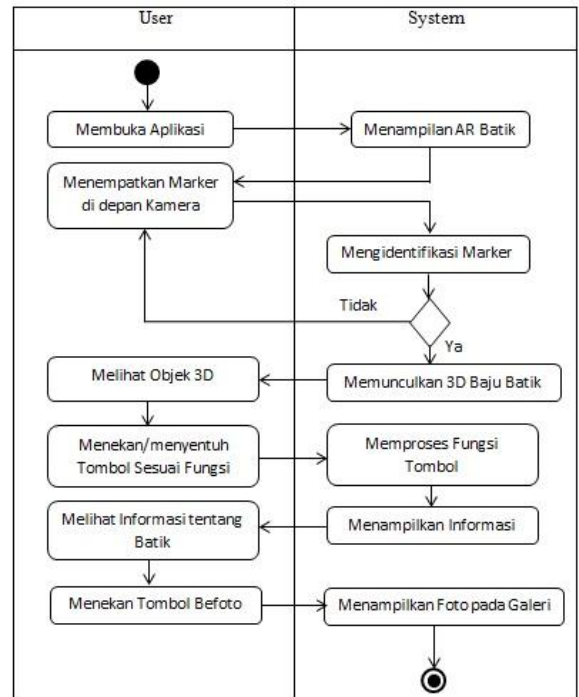 User
System
Membuka Aplikasi
Menampilan AR Batik
Menempatkan Marker
di depan Kamera
Mengidentifikasi Marker
Tidak
Ya
Melihat Objek 3D
Memunculkan 3D Baju Batik
Menekan/menyentuh
Tombol Sesuai Fungsi
Memproses Fungsi
Tombol
Melihat Informasi tentang
Batik
Menampilkan Informasi
Menekan Tombol Befoto
Menampilkan Foto pada Galeri